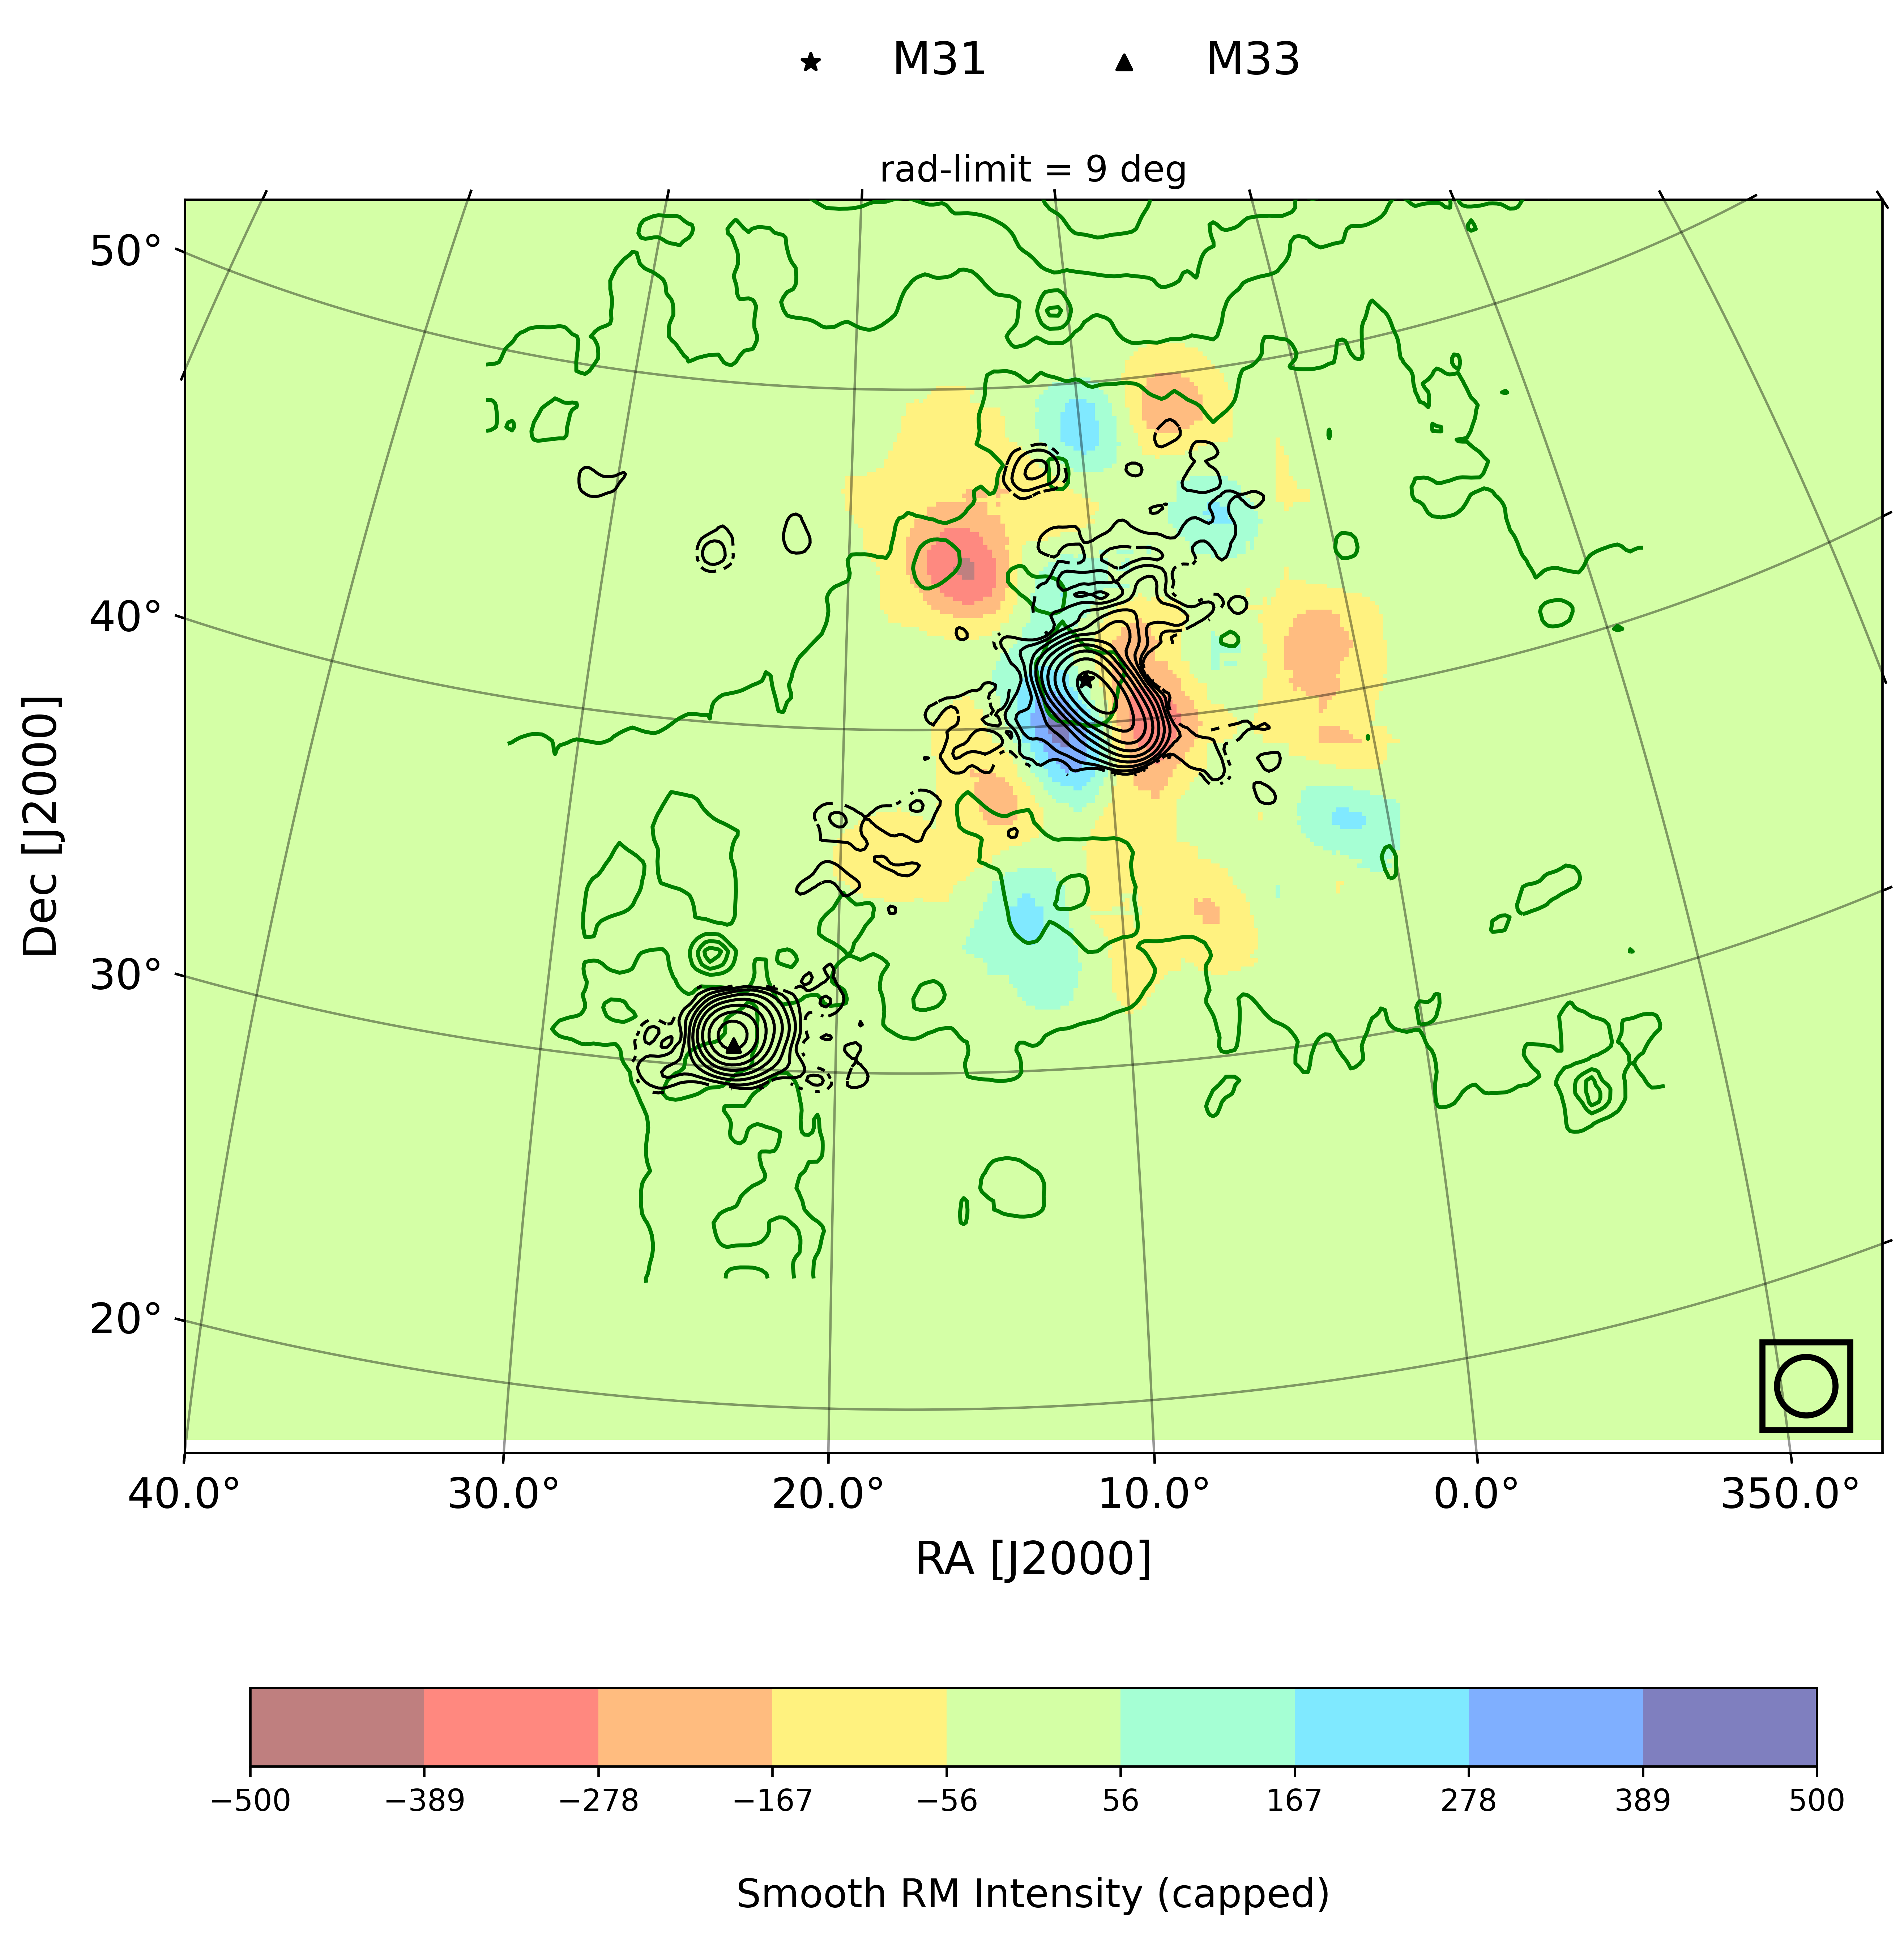 M31 M33
rad-limit = 9 deg
50°
40°
30°
20°
Dec [J2000]
40.0° 30.0° 20.0° 10.0° 0.0° 350.0°
RA [J2000]
−500 −389 −278 −167 −56 56 167 278 389 500
Smooth RM Intensity (capped)